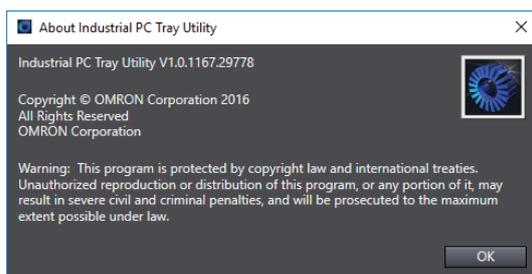 About Industrial PC Tray Utility
Industrial PC Tray Utility V1.0.1167.29778
Copyright © OMRON Corporation 2016
All Rights Reserved
OMRON Corporation
Warning: This program is protected by copyright law and international treaties.
Unauthorized reproduction or distribution of this program, or any portion of it, may
result in severe civil and criminal penalties, and will be prosecuted to the maximum
extent possible under law.
OK